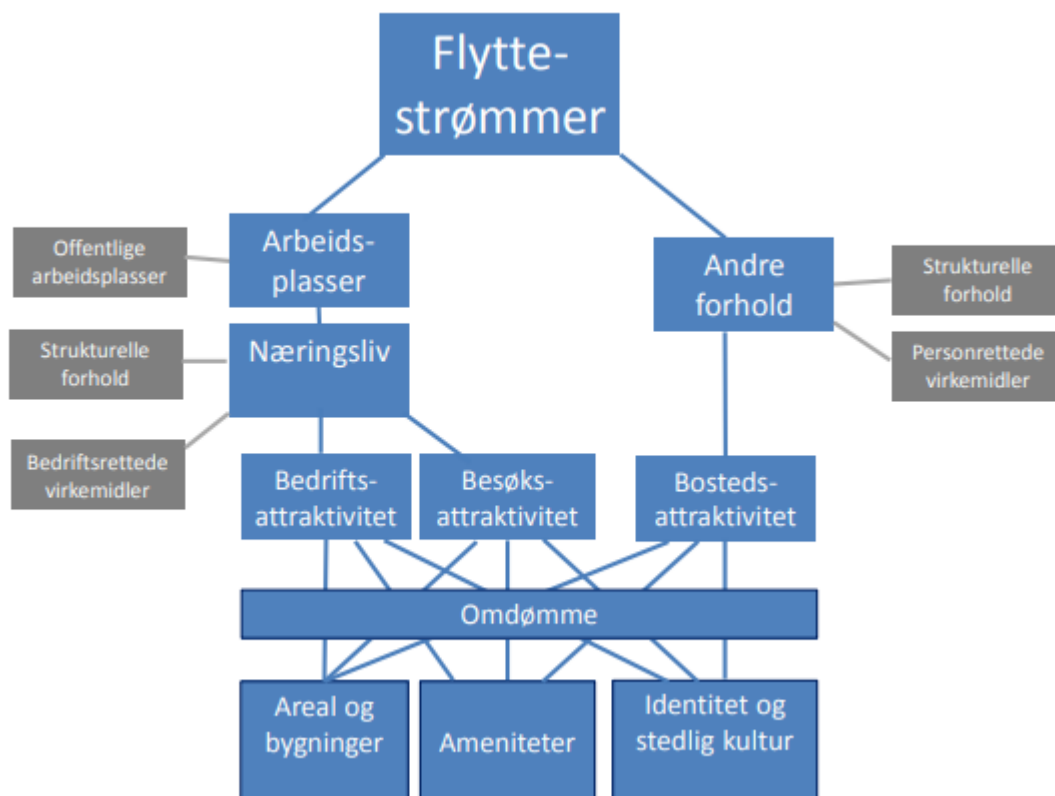 Flytte-
strømmer
Offentlige
arbeidsplasser
Arbeids-
plasser
Andre
forhold
Strukturelle
forhold
Strukturelle
forhold
Næringsliv
Personrettede
virkemidler
Bedriftsrettede
virkemidler
Bedrifts-
attraktivitet
Besøks-
attraktivitet
Bosteds-
attraktivitet
Omdømme
Areal og
bygninger
Ameniteter
Identitet og
stedlig kultur